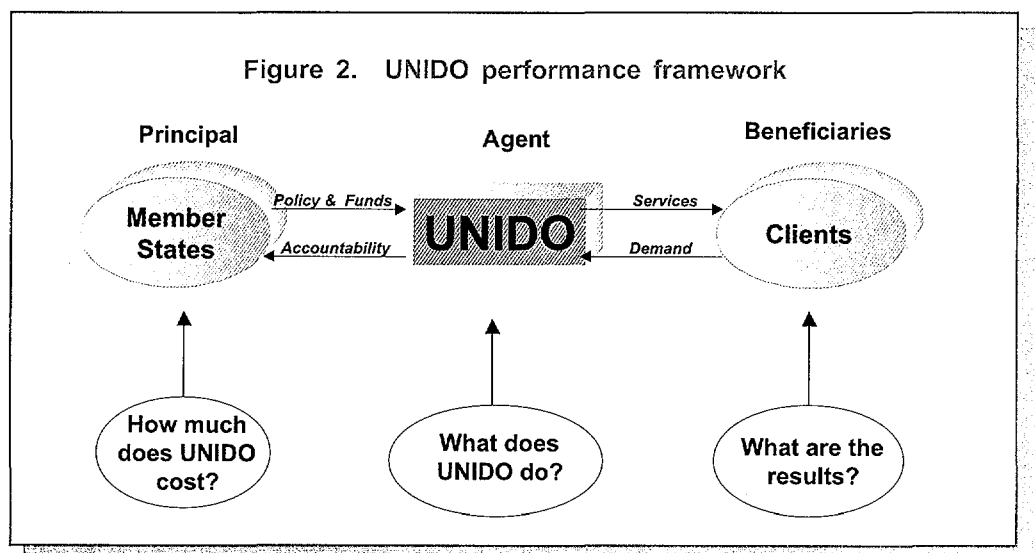 Figure 2. UNIDO performance framework
Principal
Agent
Beneficiaries
Member
States
Policy & Funds
Accountability
UNIDO
Services
Demand
Clients
How much
does UNIDO
cost?
What does
UNIDO do?
What are the
results?